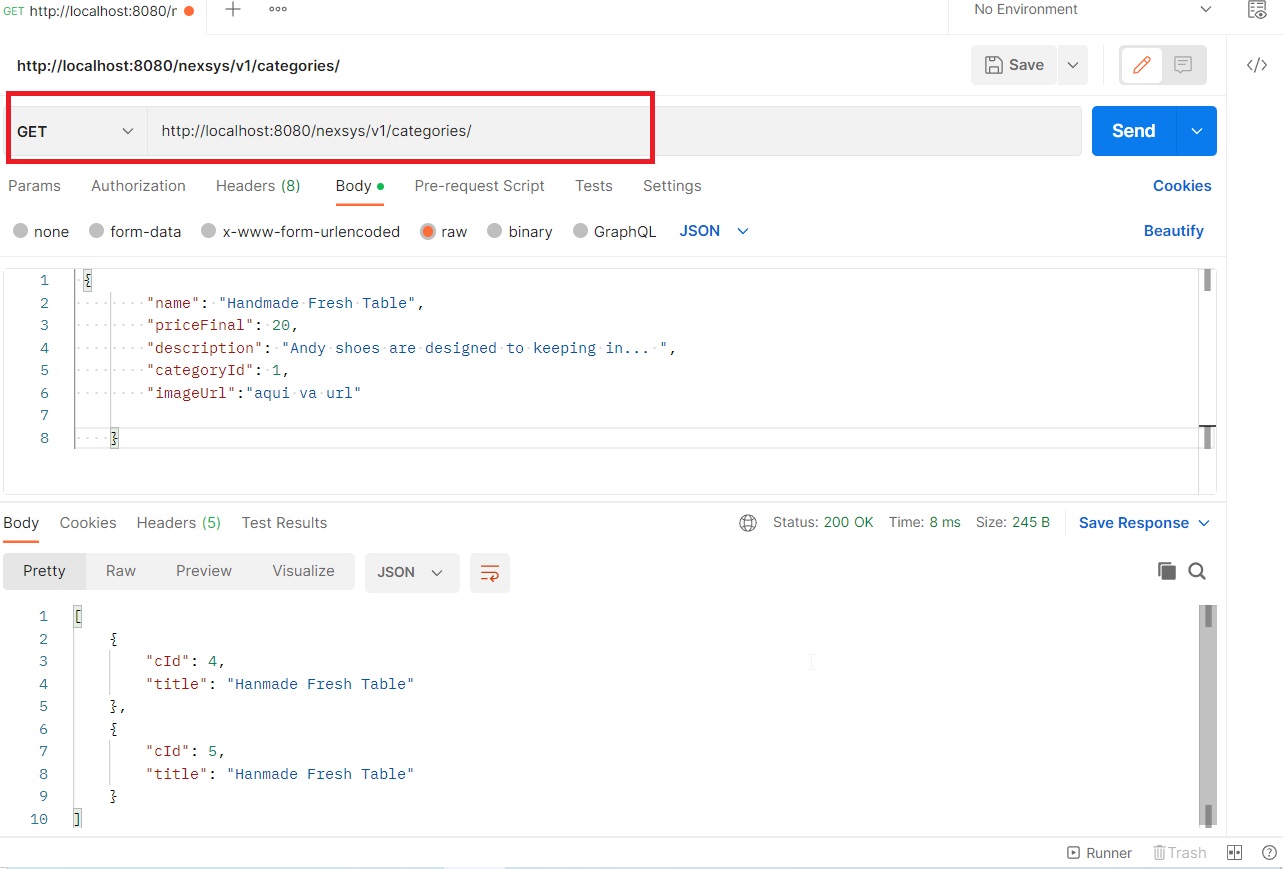 GET http://localhost:8080/r
No Environment
http://localhost:8080/nexsys/v1/categories/
Save
GET http://localhost:8080/nexsys/v1/categories/
Send
Params Authorization Headers (8) Body Pre-request Script Tests Settings Cookies
none form-data x-www-form-urlencoded raw binary GraphQL JSON Beautify
1 {
2 "name": "Handmade Fresh Table",
3 "priceFinal": 20,
4 "description": "Andy shoes are designed to keeping in... ",
5 "categoryId": 1,
6 "imageUrl":"aqui va url"
7
8 }
Body Cookies Headers (5) Test Results Status: 200 OK Time: 8 ms Size: 245 B Save Response
Pretty Raw Preview Visualize JSON
1 [
2 {
3 "cId": 4,
4 "title": "Hanmade Fresh Table"
5 },
6 {
7 "cId": 5,
8 "title": "Hanmade Fresh Table"
9 }
10 ]
Runner Trash